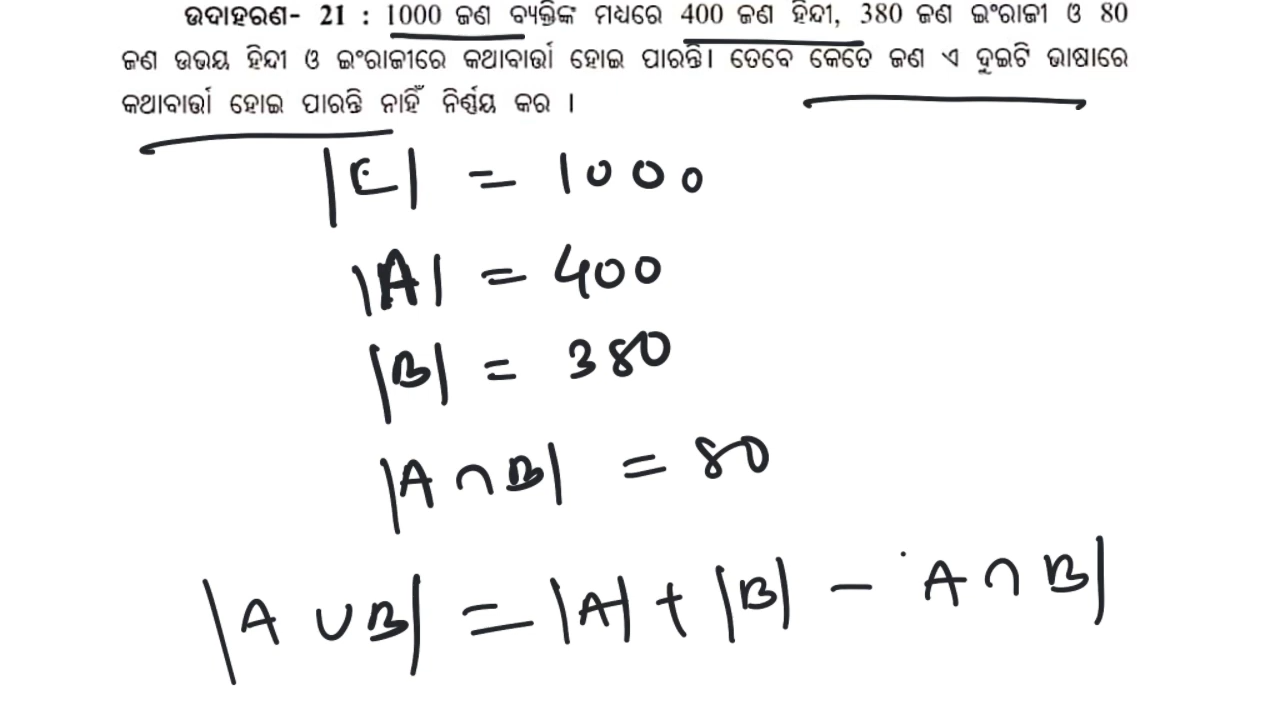 ଉଦାହରଣ- 21 : 1000 ଜଣ ବ୍ୟକ୍ତିଙ୍କ ମଧ୍ୟରେ 400 ଜଣ ହିନ୍ଦୀ, 380 ଜଣ ଇଂରାଜୀ ଓ 80
ଜଣ ଉଭୟ ହିନ୍ଦୀ ଓ ଇଂରାଜୀରେ କଥାବାର୍ତ୍ତା ହୋଇ ପାରନ୍ତି। ତେବେ କେତେ ଜଣ ଏ ଦୁଇଟି ଭାଷାରେ
କଥାବାର୍ତ୍ତା ହୋଇ ପାରନ୍ତି ନାହିଁ ନିର୍ଣ୍ଣୟ କର ।
|E| = 1000
|A| = 400
|B| = 380
|A ∩ B| = 80
|A ∪ B| = |A| + |B| − A ∩ B|